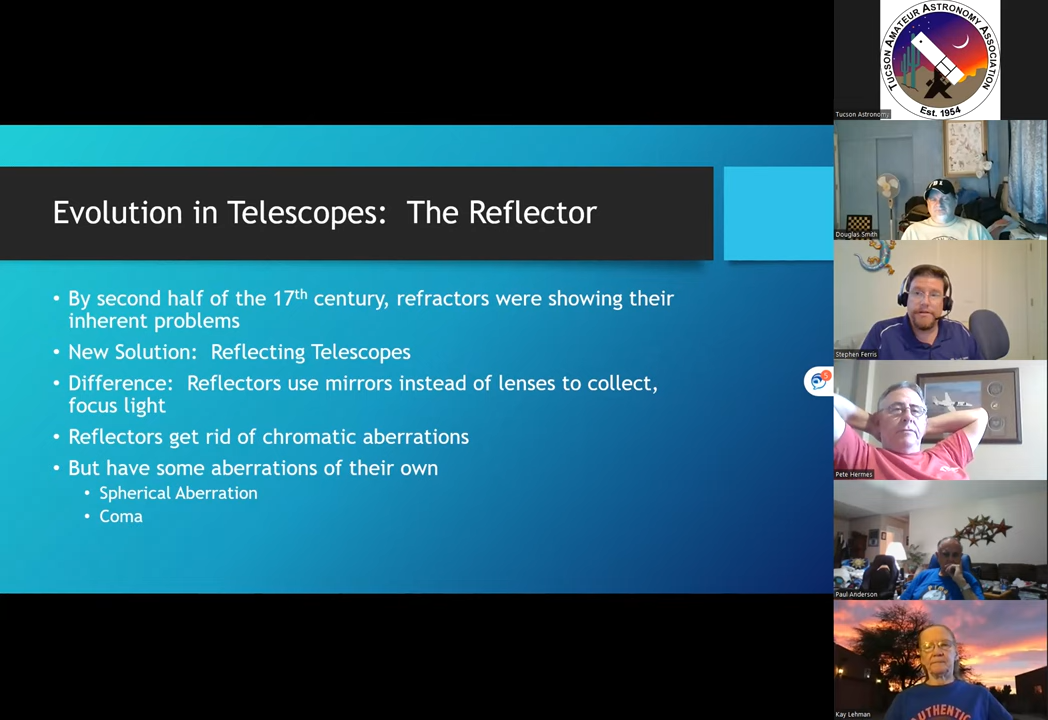 Evolution in Telescopes: The Reflector
• By second half of the 17th century, refractors were showing their
inherent problems
• New Solution: Reflecting Telescopes
• Difference: Reflectors use mirrors instead of lenses to collect,
focus light
• Reflectors get rid of chromatic aberrations
• But have some aberrations of their own
• Spherical Aberration
• Coma
TUCSON AMATEUR ASTRONOMY ASSOCIATION
Est. 1954
Tucson Astronomy
Douglas Smith
Stephen Ferris
Pete Hermes
Paul Anderson
AUTHENTIC
Kay Lehman